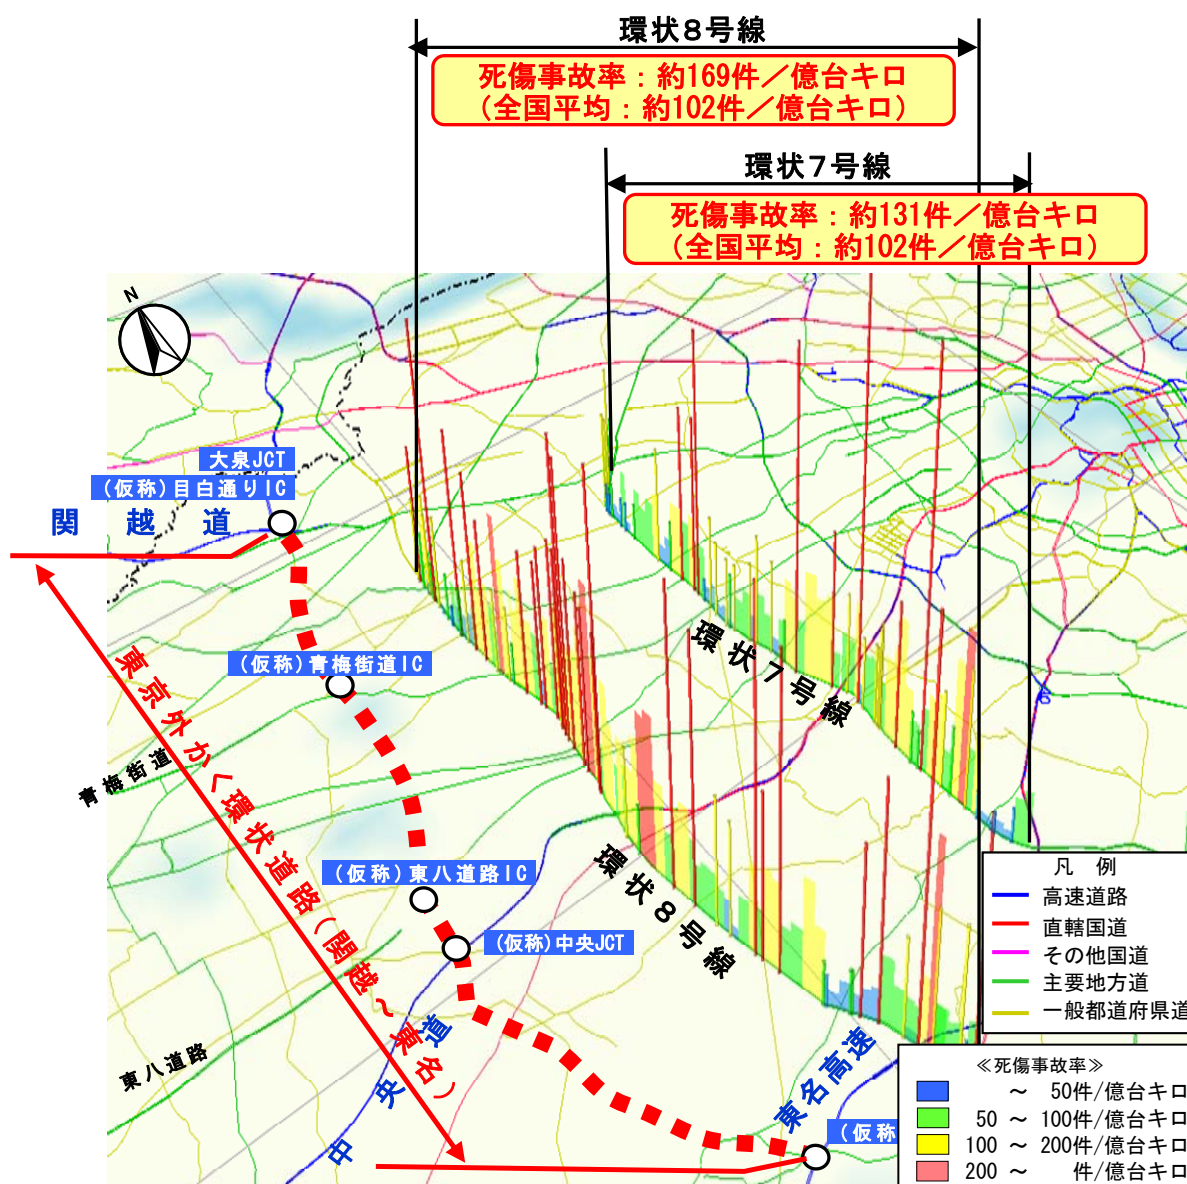 環状８号線
死傷事故率：約169件／億台キロ
（全国平均：約102件／億台キロ）
環状７号線
死傷事故率：約131件／億台キロ
（全国平均：約102件／億台キロ）
N
大泉JCT
（仮称）目白通りIC
関越道
（仮称）青梅街道IC
環状７号線
東京外かく環状道路（関越～東名）
青梅街道
（仮称）東八道路IC
環状８号線
（仮称）中央JCT
東八道路
中央道
東名高速
（仮称
凡例
高速道路
直轄国道
その他国道
主要地方道
一般都道府県道
≪死傷事故率≫
～ 50件/億台キロ
50 ～ 100件/億台キロ
100 ～ 200件/億台キロ
200 ～ 件/億台キロ